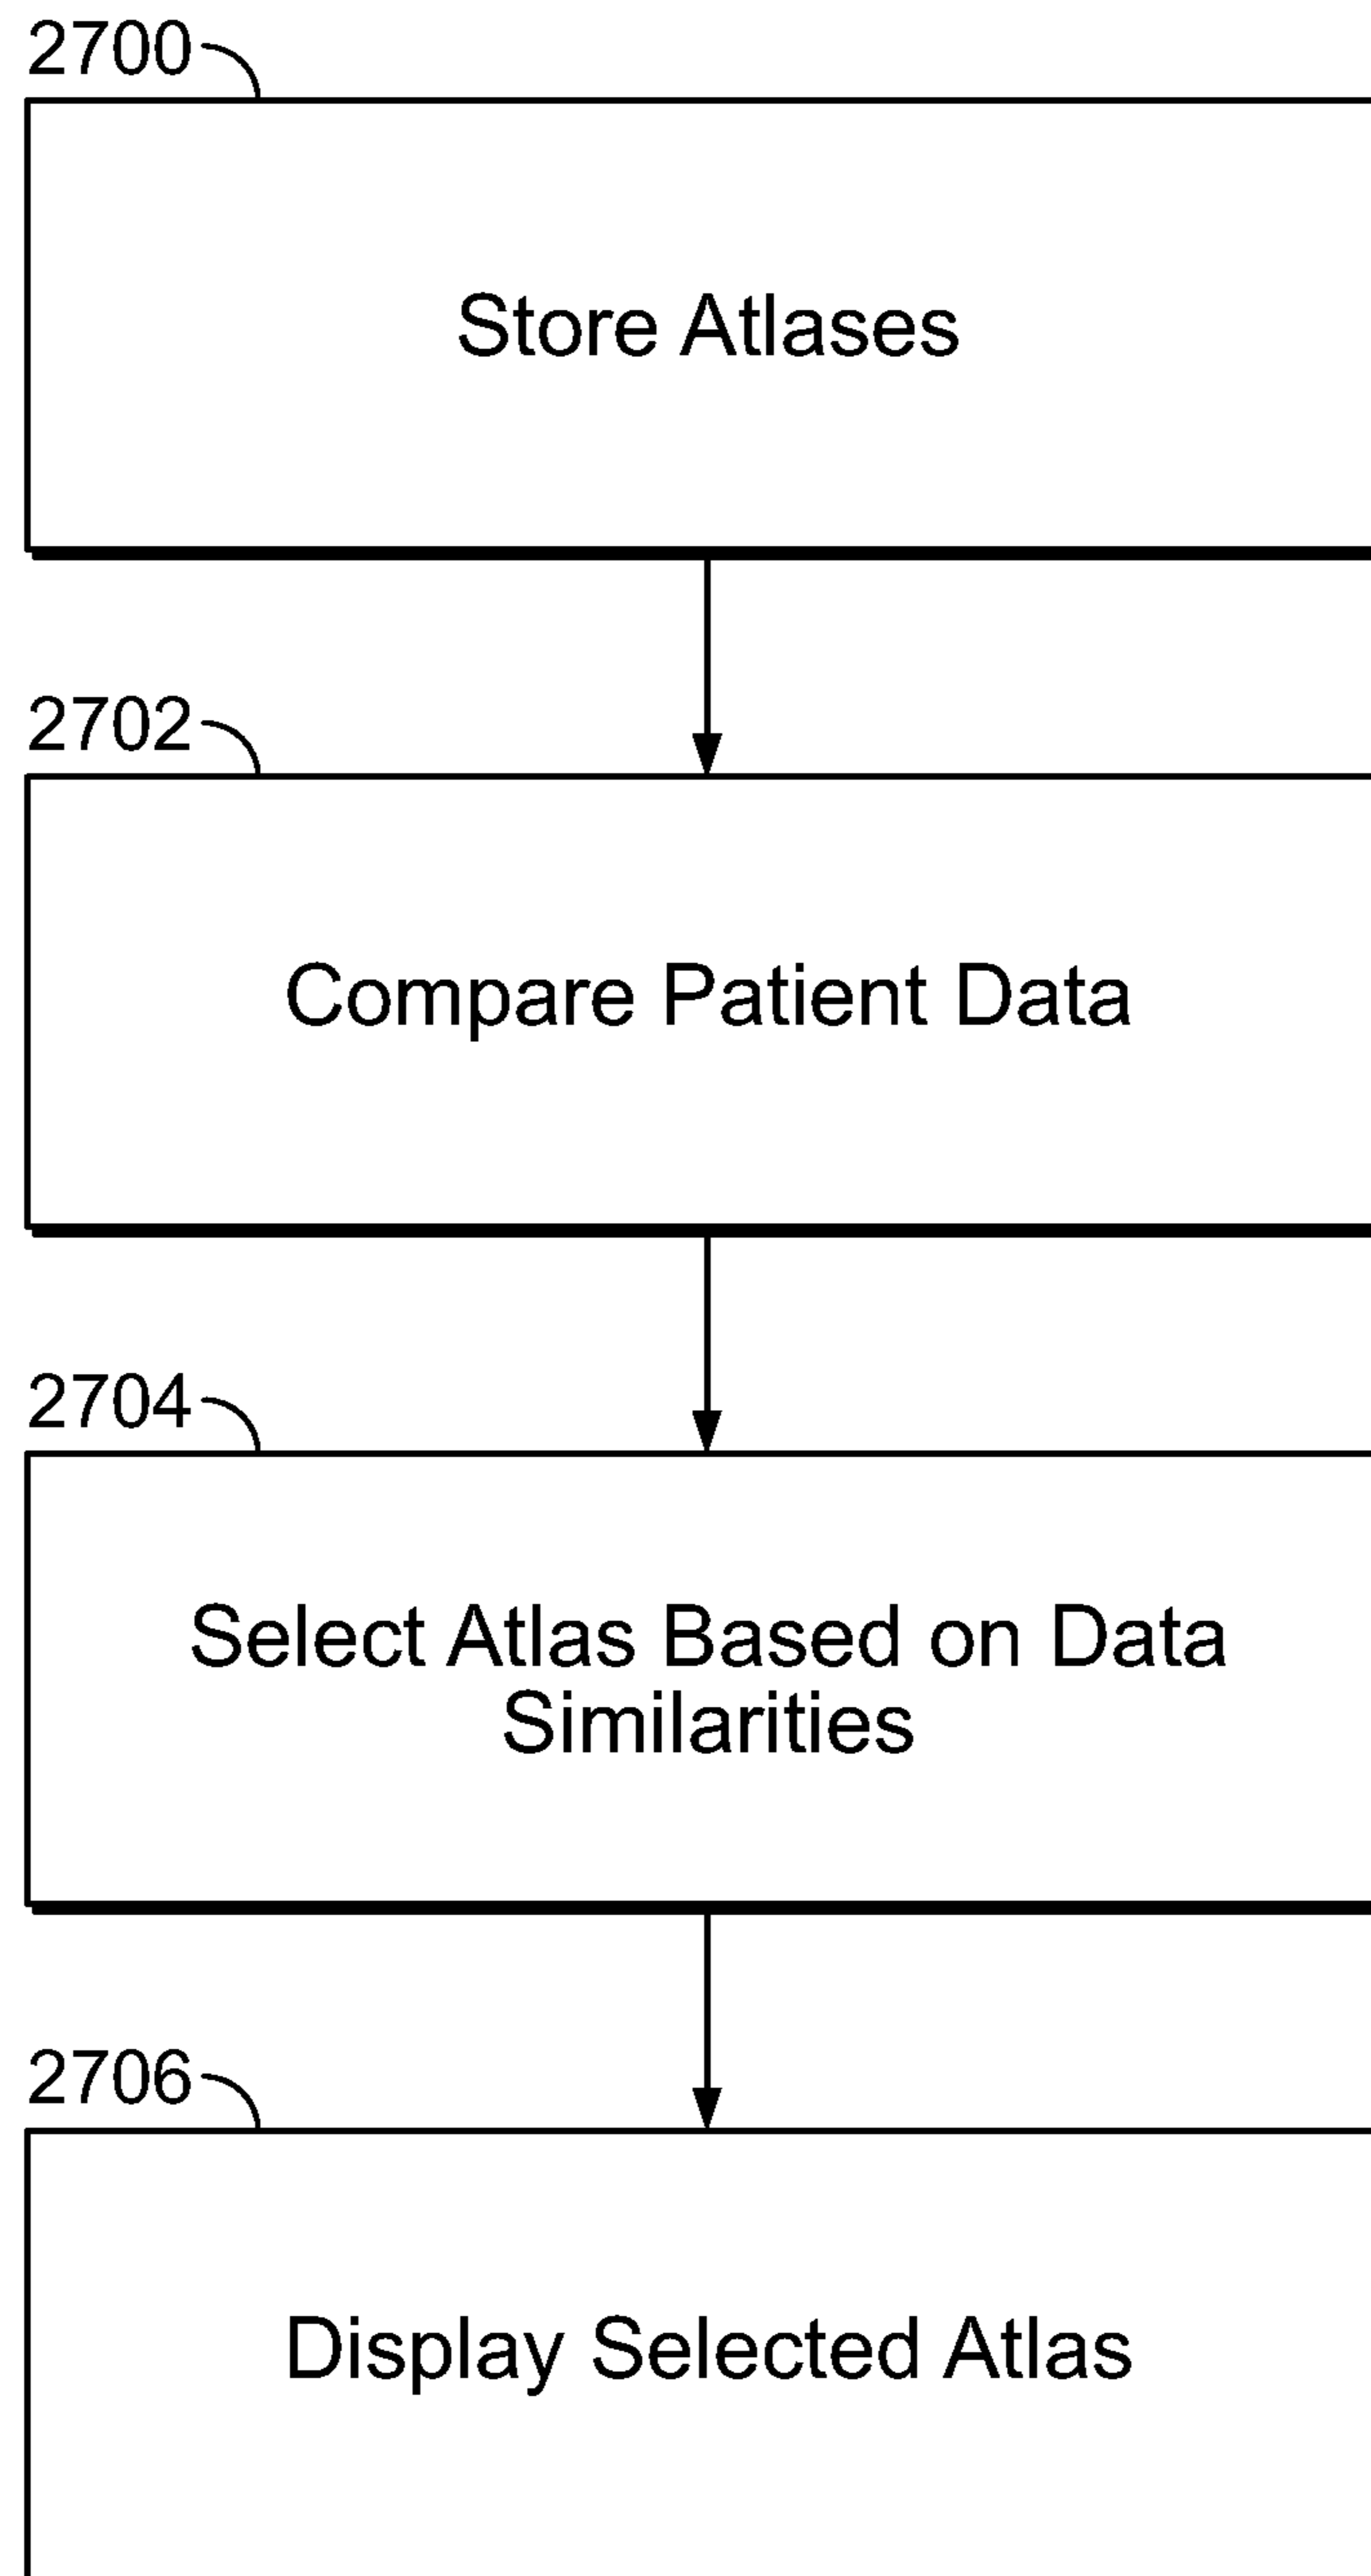 2700
Store Atlases
2702
Compare Patient Data
2704
Select Atlas Based on Data
Similarities
2706
Display Selected Atlas